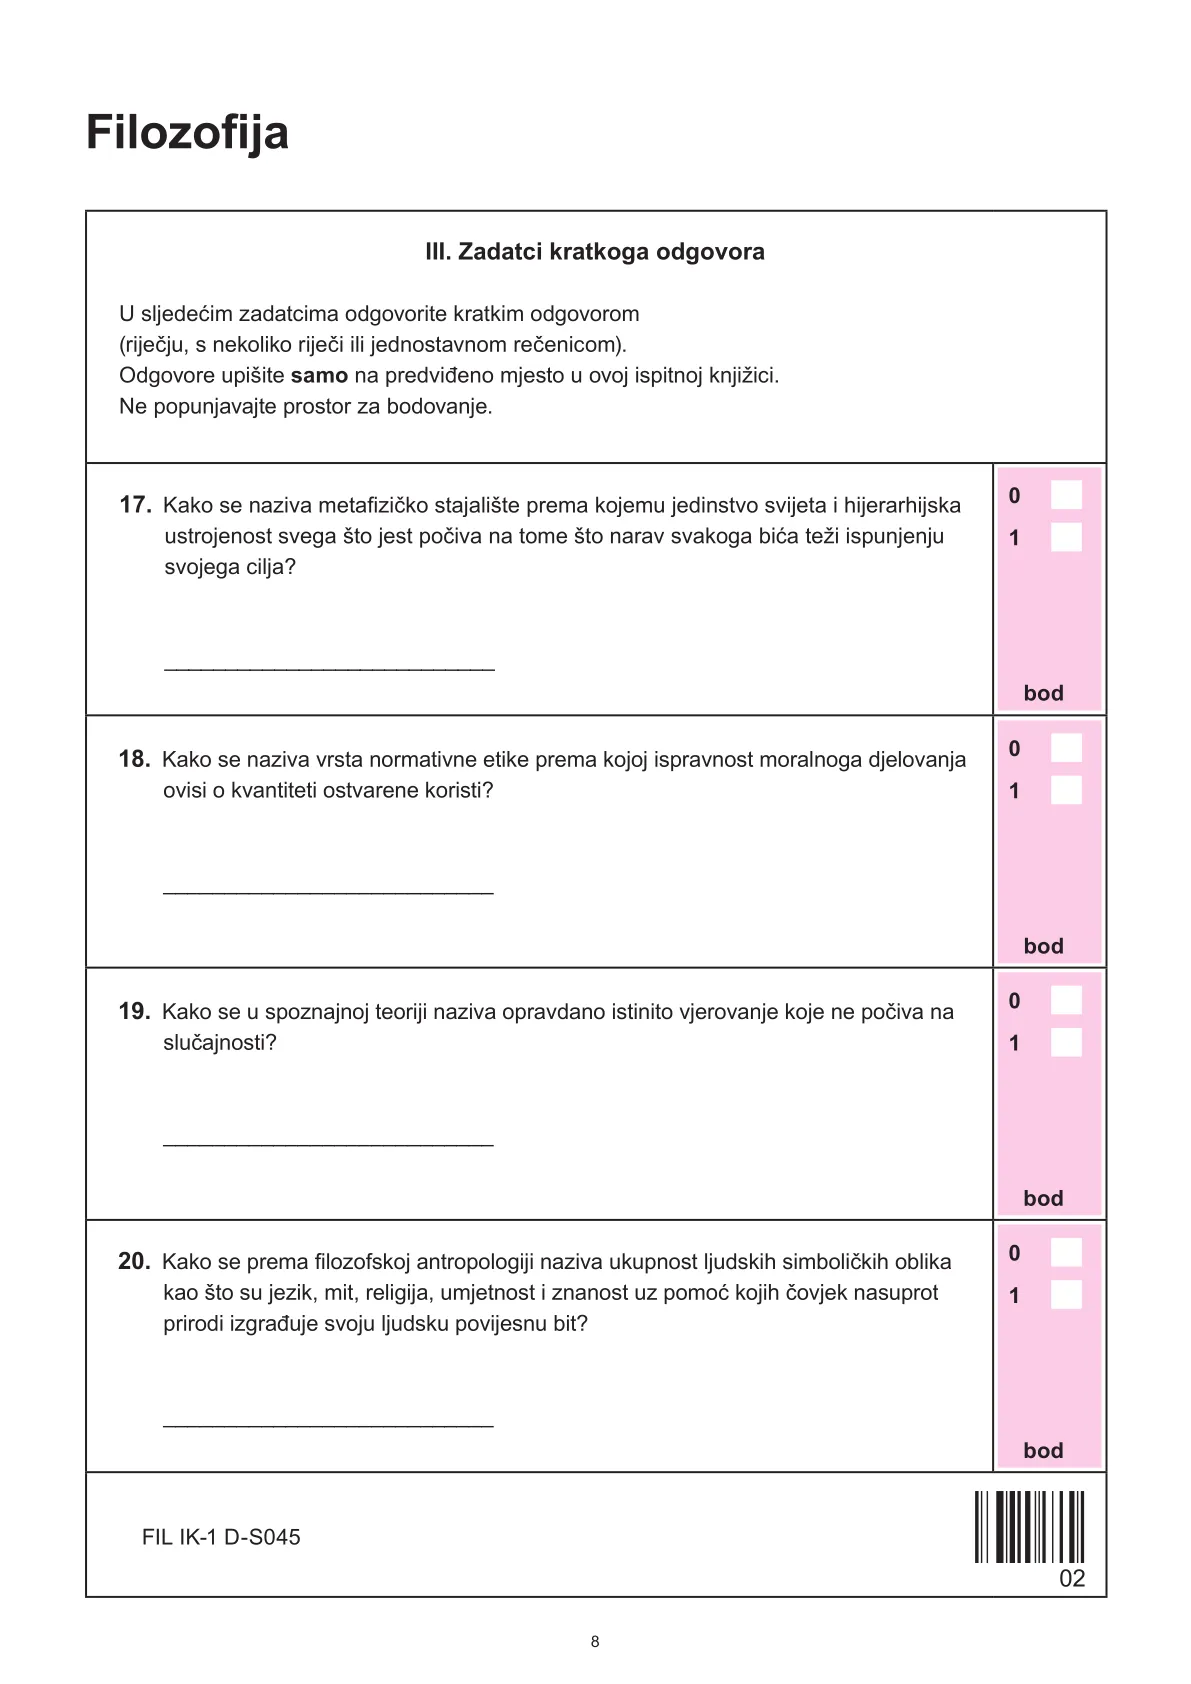 Filozofija
III. Zadatci kratkoga odgovora
U sljedećim zadatcima odgovorite kratkim odgovorom
(riječju, s nekoliko riječi ili jednostavnom rečenicom).
Odgovore upišite samo na predviđeno mjesto u ovoj ispitnoj knjižici.
Ne popunjavajte prostor za bodovanje.
17. Kako se naziva metafizičko stajalište prema kojemu jedinstvo svijeta i hijerarhijska
ustrojenost svega što jest počiva na tome što narav svakoga bića teži ispunjenju
svojega cilja?
0
1
bod
18. Kako se naziva vrsta normativne etike prema kojoj ispravnost moralnoga djelovanja
ovisi o kvantiteti ostvarene koristi?
0
1
bod
19. Kako se u spoznajnoj teoriji naziva opravdano istinito vjerovanje koje ne počiva na
slučajnosti?
0
1
bod
20. Kako se prema filozofskoj antropologiji naziva ukupnost ljudskih simboličkih oblika
kao što su jezik, mit, religija, umjetnost i znanost uz pomoć kojih čovjek nasuprot
prirodi izgrađuje svoju ljudsku povijesnu bit?
0
1
bod
FIL IK-1 D-S045
02
8